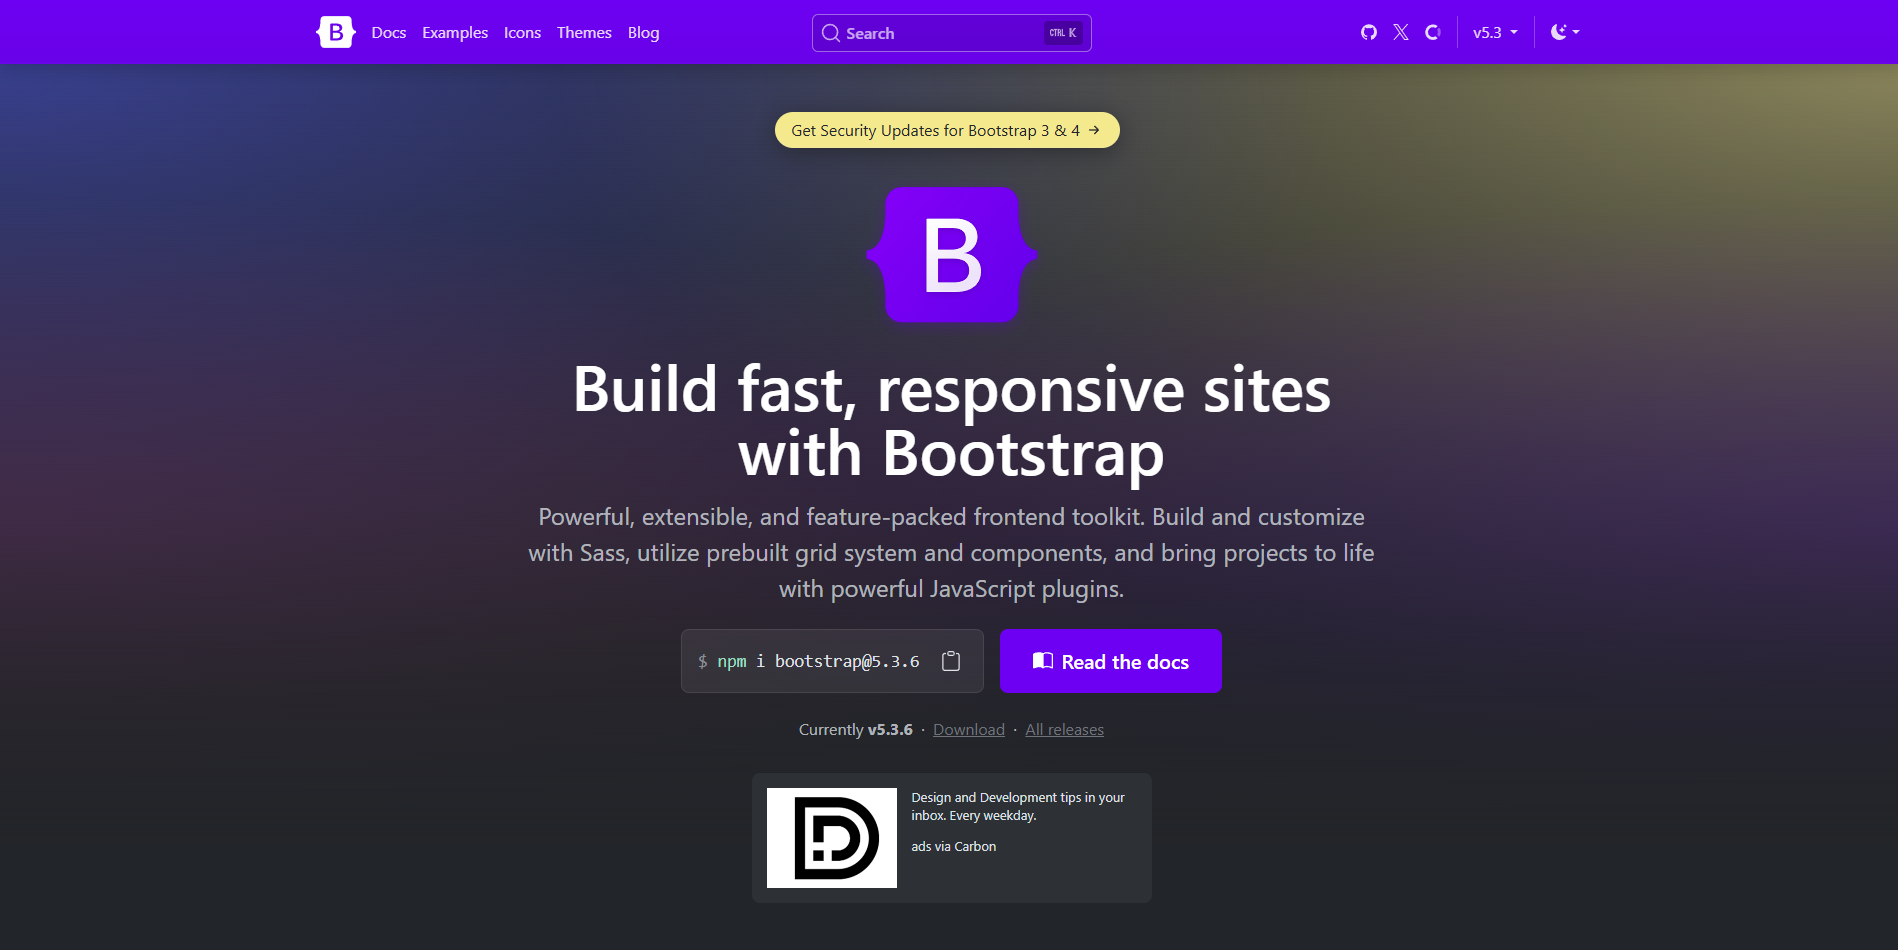 B Docs Examples Icons Themes Blog Search CTRL K v5.3
Get Security Updates for Bootstrap 3 & 4 →
B
Build fast, responsive sites
with Bootstrap
Powerful, extensible, and feature-packed frontend toolkit. Build and customize
with Sass, utilize prebuilt grid system and components, and bring projects to life
with powerful JavaScript plugins.
$ npm i bootstrap@5.3.6
Read the docs
Currently v5.3.6 · Download · All releases
Design and Development tips in your
inbox. Every weekday.
ads via Carbon